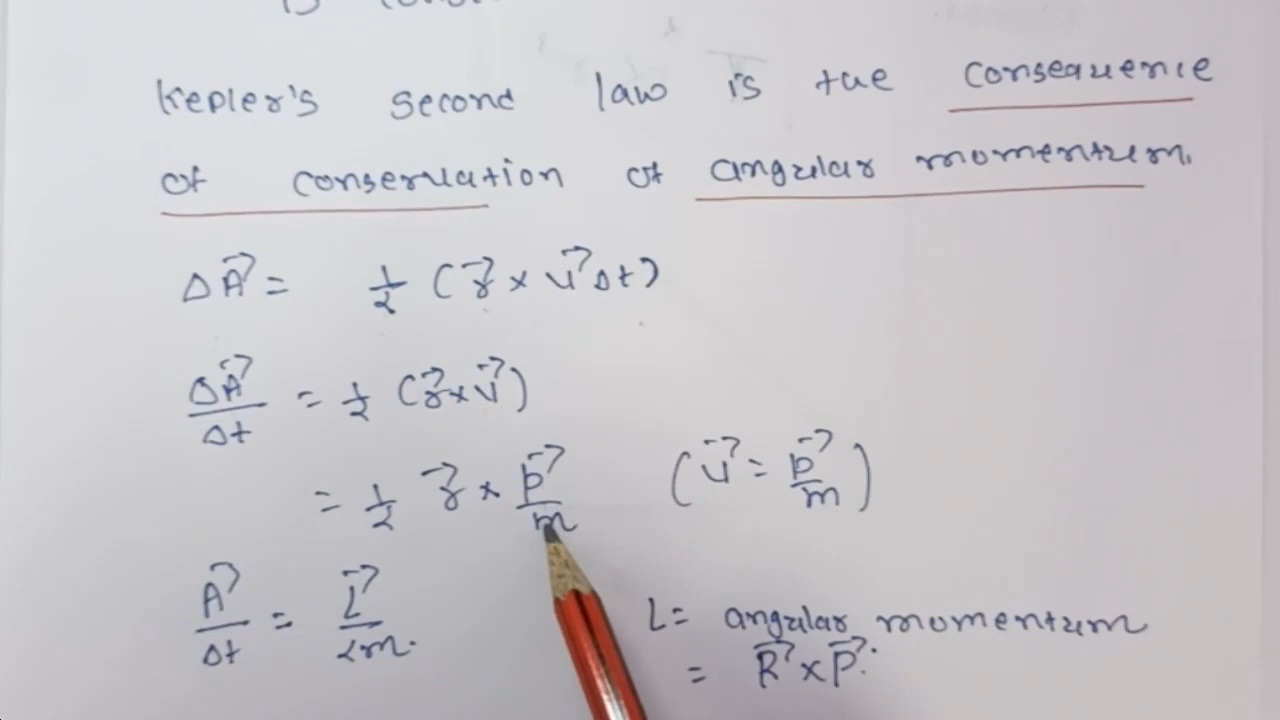 Kepler's second law is the consequence
of conservation of angular momentum.
ΔA⃗ = 1/2 (r⃗ × v⃗ Δt)
ΔA⃗/Δt = 1/2 (r⃗ × v⃗)
= 1/2 r⃗ × p⃗/m (v⃗ = p⃗/m)
A⃗/Δt = L⃗/2m. L = angular momentum
= R⃗ × P⃗.